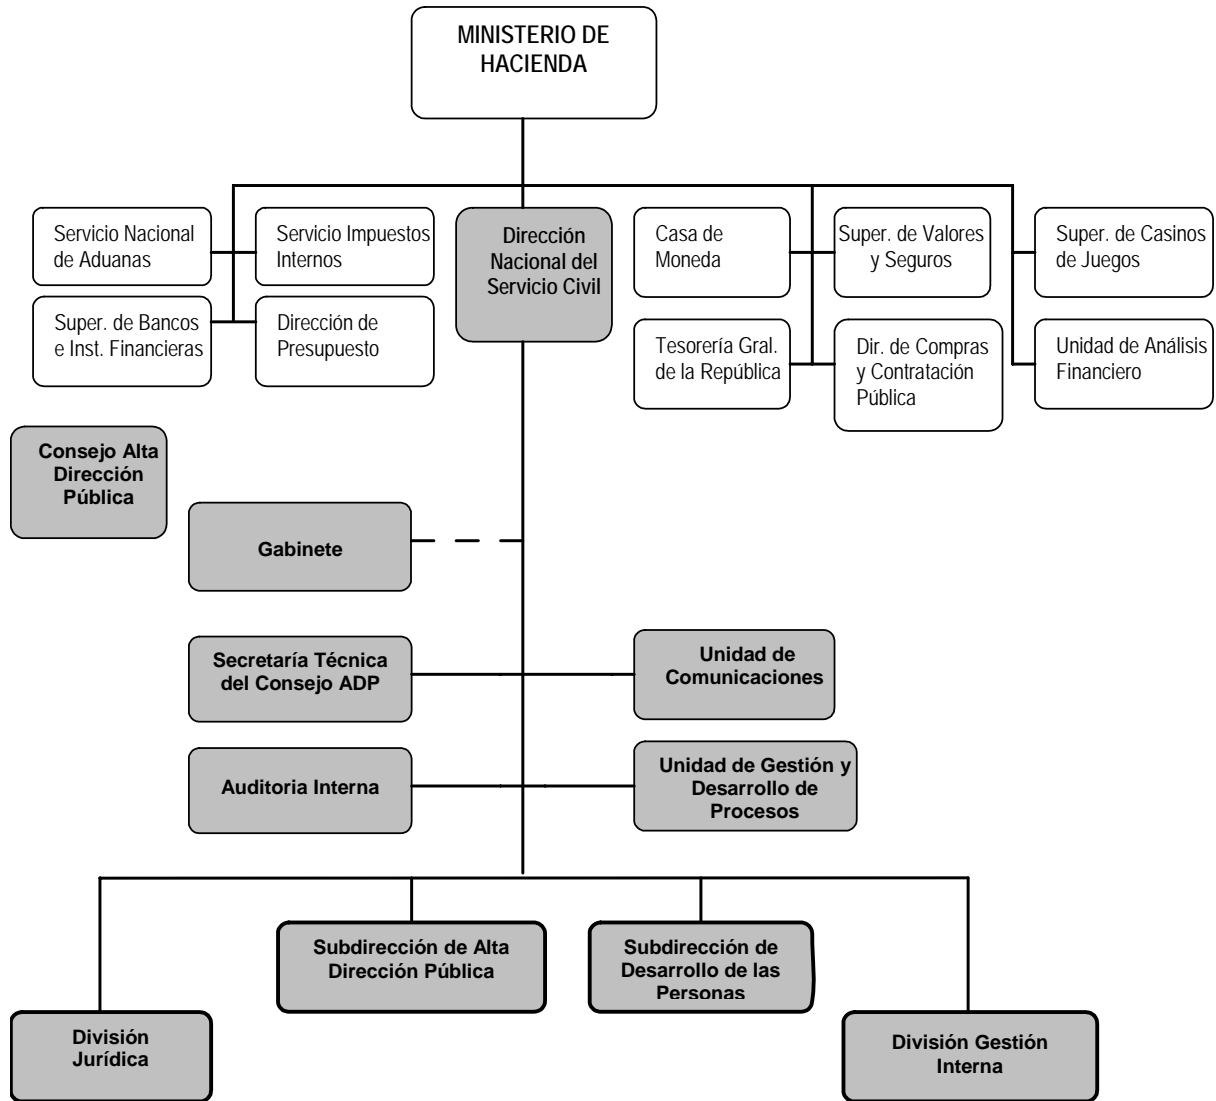 MINISTERIO DE
HACIENDA
Servicio Nacional
de Aduanas
Servicio Impuestos
Internos
Dirección
Nacional del
Servicio Civil
Casa de
Moneda
Super. de Valores
y Seguros
Super. de Casinos
de Juegos
Super. de Bancos
e Inst. Financieras
Dirección de
Presupuesto
Tesorería Gral.
de la República
Dir. de Compras
y Contratación
Pública
Unidad de Análisis
Financiero
Consejo Alta
Dirección
Pública
Gabinete
Secretaría Técnica
del Consejo ADP
Unidad de
Comunicaciones
Auditoria Interna
Unidad de Gestión y
Desarrollo de
Procesos
Subdirección de Alta
Dirección Pública
Subdirección de
Desarrollo de las
Personas
División
Jurídica
División Gestión
Interna